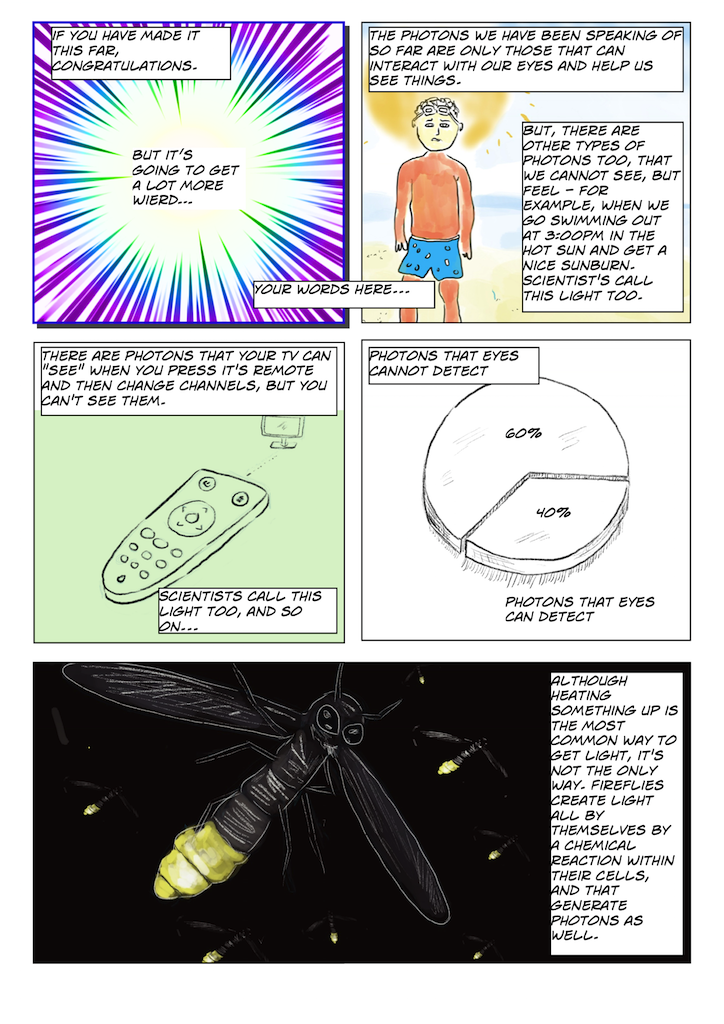 IF YOU HAVE MADE IT
THIS FAR,
CONGRATULATIONS.
BUT IT'S
GOING TO GET
A LOT MORE
WIERD...
THE PHOTONS WE HAVE BEEN SPEAKING OF
SO FAR ARE ONLY THOSE THAT CAN
INTERACT WITH OUR EYES AND HELP US
SEE THINGS.
BUT, THERE ARE
OTHER TYPES OF
PHOTONS TOO, THAT
WE CANNOT SEE, BUT
FEEL - FOR
EXAMPLE, WHEN WE
GO SWIMMING OUT
AT 3:00PM IN THE
HOT SUN AND GET A
NICE SUNBURN.
SCIENTIST'S CALL
THIS LIGHT TOO.
YOUR WORDS HERE...
THERE ARE PHOTONS THAT YOUR TV CAN
"SEE" WHEN YOU PRESS IT'S REMOTE
AND THEN CHANGE CHANNELS, BUT YOU
CAN'T SEE THEM.
SCIENTISTS CALL THIS
LIGHT TOO, AND SO
ON...
PHOTONS THAT EYES
CANNOT DETECT
60%
40%
PHOTONS THAT EYES
CAN DETECT
ALTHOUGH
HEATING
SOMETHING UP IS
THE MOST
COMMON WAY TO
GET LIGHT, IT'S
NOT THE ONLY
WAY. FIREFLIES
CREATE LIGHT
ALL BY
THEMSELVES BY
A CHEMICAL
REACTION WITHIN
THEIR CELLS,
AND THAT
GENERATE
PHOTONS AS
WELL.